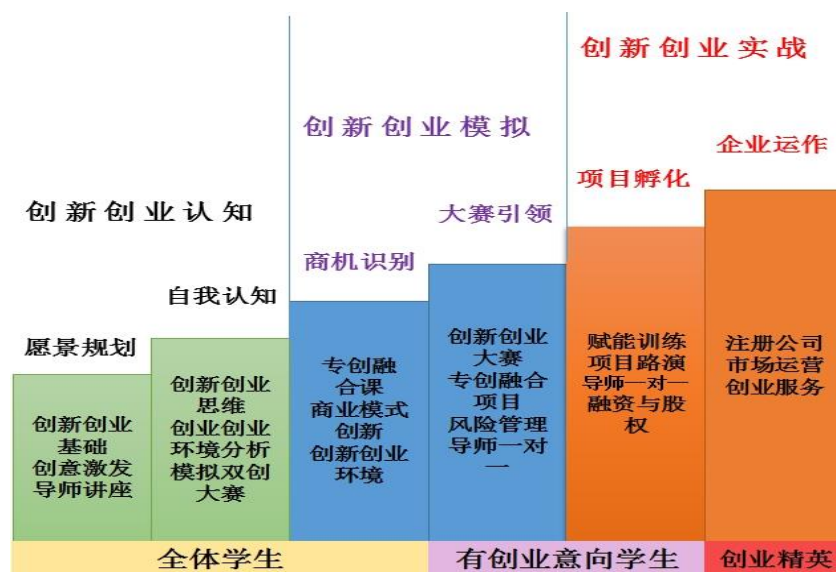 创新创业认知
愿景规划
创新创业
基础
创意激发
导师讲座
自我认知
创新创业
思维
创业创业
环境分析
模拟双创
大赛
创新创业模拟
商机识别
专创融
合课
商业模式
创新
创新创业
环境
大赛引领
创新创业
大赛
专创融合
项目
风险管理
导师一对
一
创新创业实战
项目孵化
赋能训练
项目路演
导师一对一
融资与股
权
企业运作
注册公司
市场运营
创业服务
全体学生
有创业意向学生
创业精英